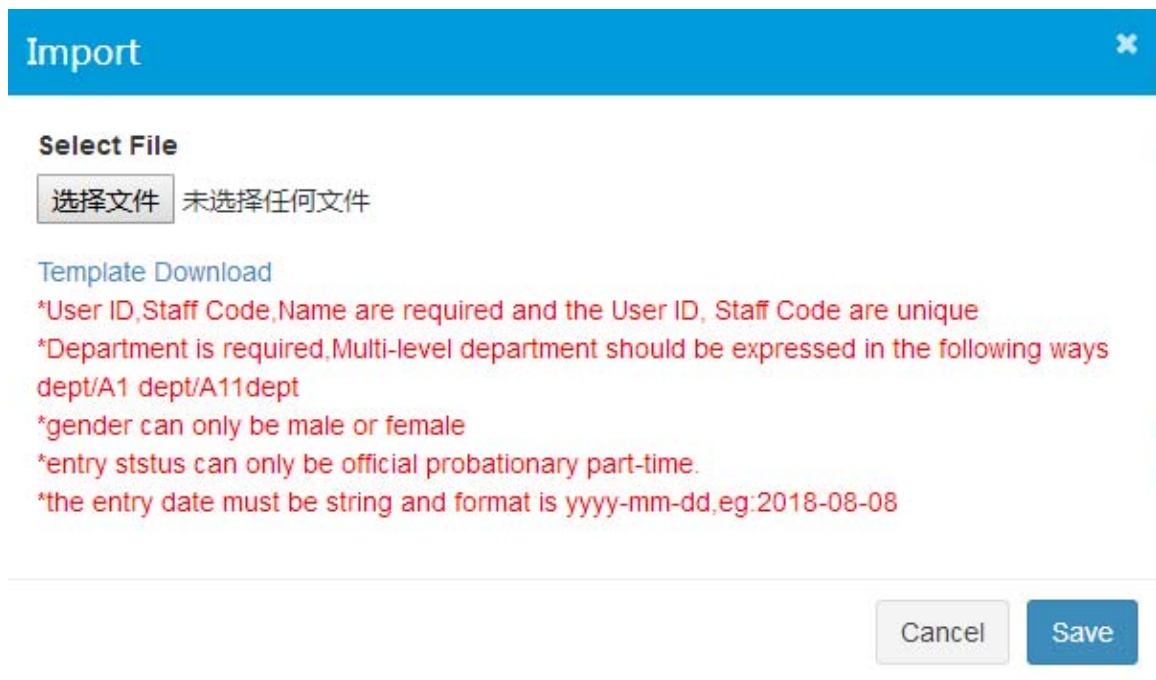 Import
Select File
选择文件 未选择任何文件
Template Download
*User ID,Staff Code,Name are required and the User ID, Staff Code are unique
*Department is required,Multi-level department should be expressed in the following ways
dept/A1 dept/A11dept
*gender can only be male or female
*entry ststus can only be official probationary part-time.
*the entry date must be string and format is yyyy-mm-dd,eg:2018-08-08
Cancel Save